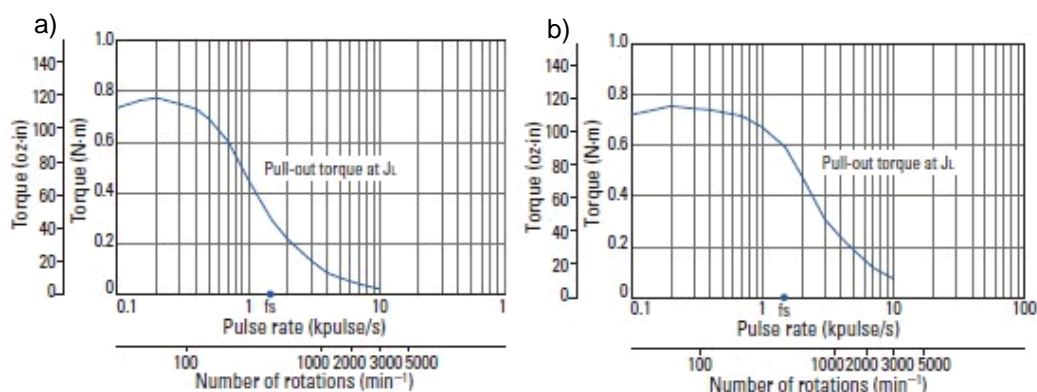 a)
140
120
100
80
60
40
20
0
Torque (oz·in)
Torque (N·m)
1.0
0.8
0.6
0.4
0.2
0
Pull-out torque at JL
0.1 1 10 1
fs
Pulse rate (kpulse/s)
100 1000 2000 3000 5000
Number of rotations (min⁻¹)
b)
140
120
100
80
60
40
20
0
Torque (oz·in)
Torque (N·m)
1.0
0.8
0.6
0.4
0.2
0
Pull-out torque at JL
0.1 1 10 100
fs
Pulse rate (kpulse/s)
100 1000 2000 3000 5000
Number of rotations (min⁻¹)